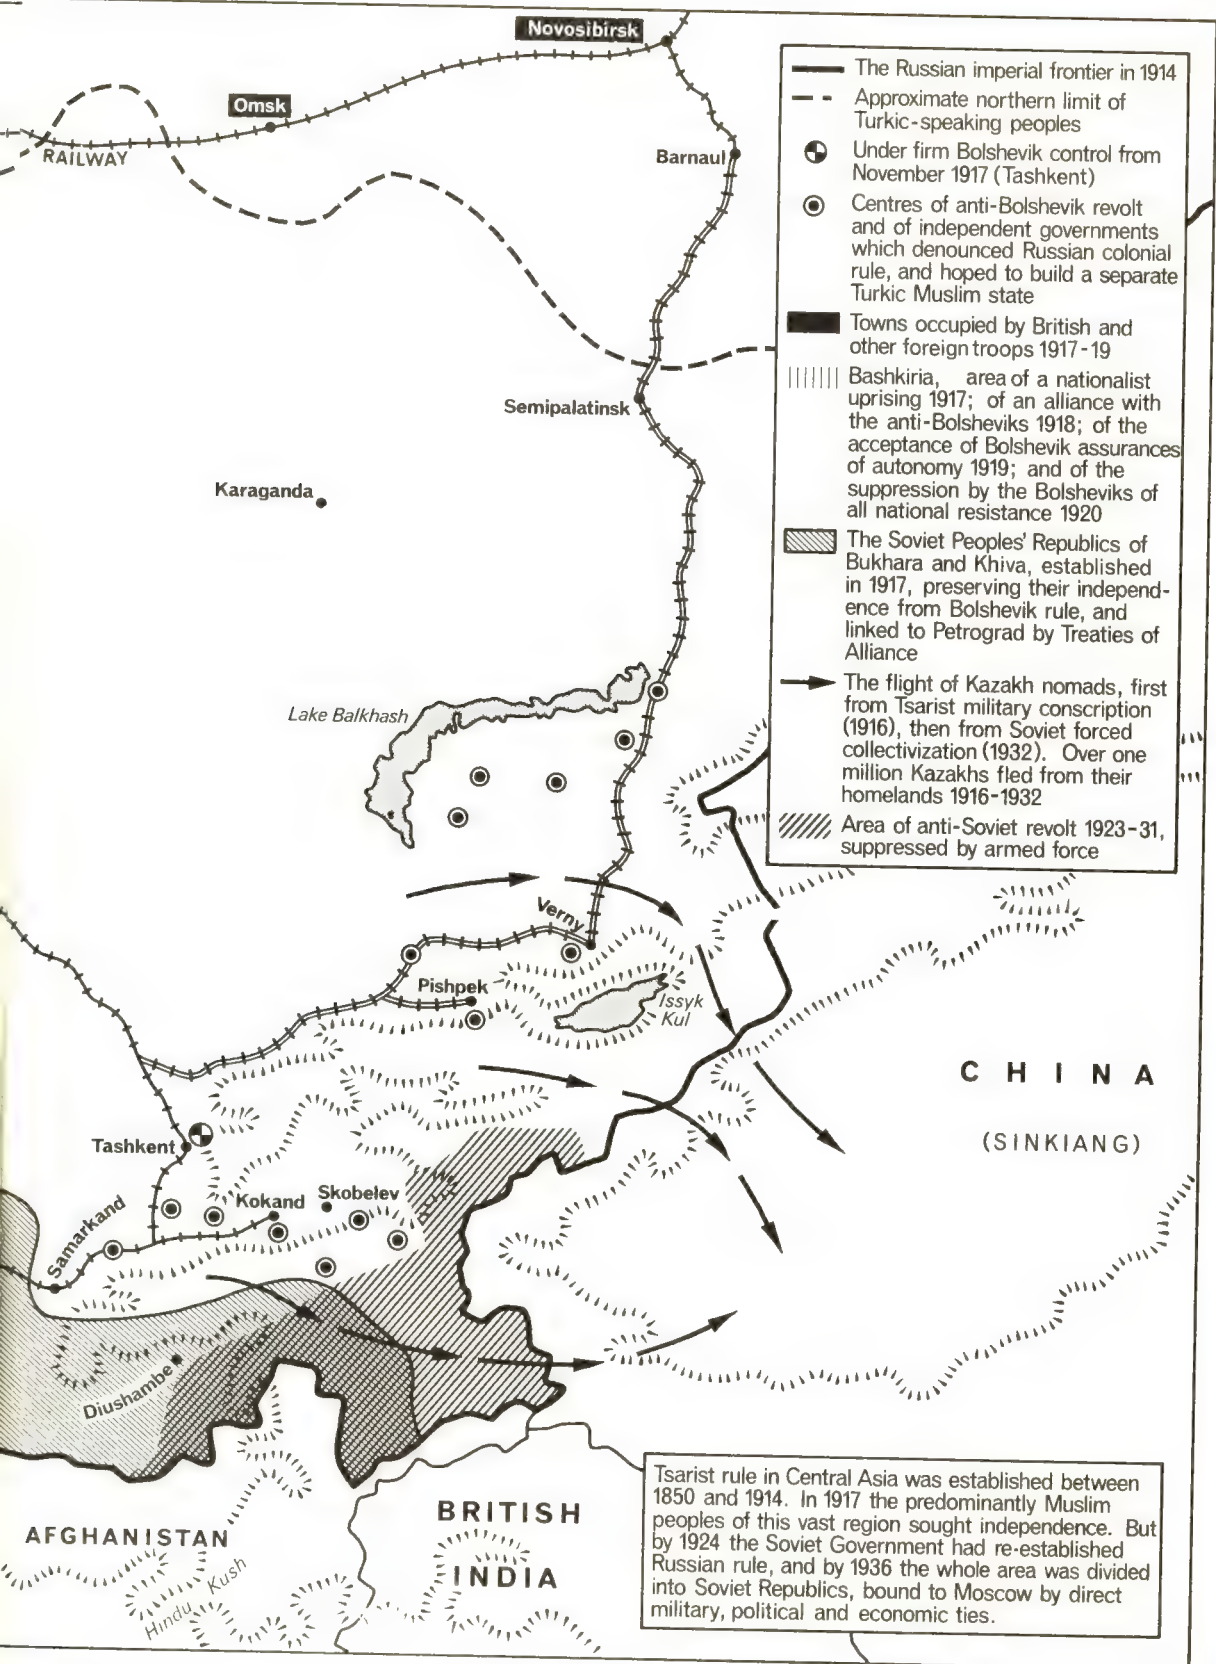 Novosibirsk
Omsk
RAILWAY
Barnaul
Semipalatinsk
Karaganda
Lake Balkhash
Verny
Pishpek
Issyk
Kul
Tashkent
Kokand
Skobelev
Samarkand
Diushambe
CHINA
(SINKIANG)
AFGHANISTAN
Hindu Kush
BRITISH
INDIA
The Russian imperial frontier in 1914
Approximate northern limit of
Turkic-speaking peoples
Under firm Bolshevik control from
November 1917 (Tashkent)
Centres of anti-Bolshevik revolt
and of independent governments
which denounced Russian colonial
rule, and hoped to build a separate
Turkic Muslim state
Towns occupied by British and
other foreign troops 1917-19
Bashkiria, area of a nationalist
uprising 1917; of an alliance with
the anti-Bolsheviks 1918; of the
acceptance of Bolshevik assurances
of autonomy 1919; and of the
suppression by the Bolsheviks of
all national resistance 1920
The Soviet Peoples' Republics of
Bukhara and Khiva, established
in 1917, preserving their independ-
ence from Bolshevik rule, and
linked to Petrograd by Treaties of
Alliance
The flight of Kazakh nomads, first
from Tsarist military conscription
(1916), then from Soviet forced
collectivization (1932). Over one
million Kazakhs fled from their
homelands 1916-1932
Area of anti-Soviet revolt 1923-31,
suppressed by armed force
Tsarist rule in Central Asia was established between
1850 and 1914. In 1917 the predominantly Muslim
peoples of this vast region sought independence. But
by 1924 the Soviet Government had re-established
Russian rule, and by 1936 the whole area was divided
into Soviet Republics, bound to Moscow by direct
military, political and economic ties.